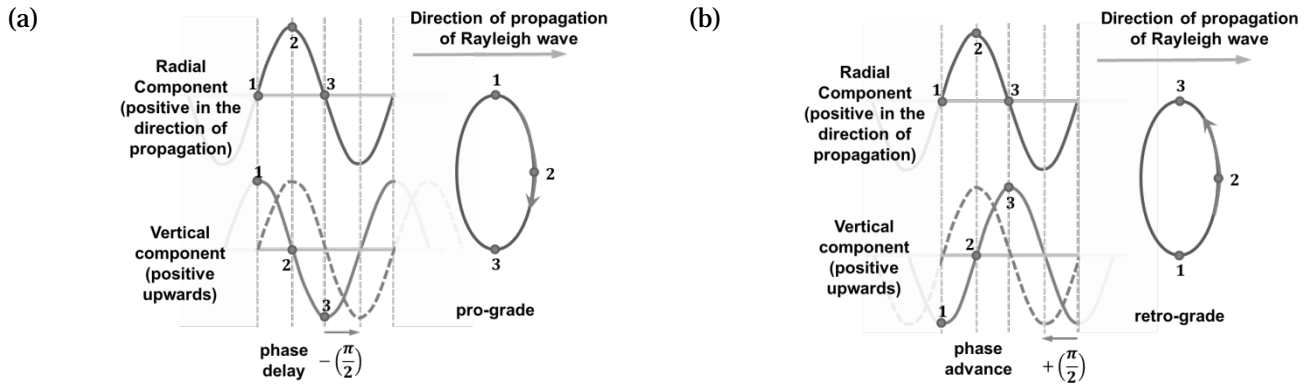 (a)
Direction of propagation
of Rayleigh wave
Radial
Component
(positive in the
direction of
propagation)
1
2
3
1
2
3
Vertical
component
(positive
upwards)
1
2
3
pro-grade
phase
delay
− (π/2)
(b)
Direction of propagation
of Rayleigh wave
Radial
Component
(positive in the
direction of
propagation)
1
2
3
3
2
1
Vertical
component
(positive
upwards)
1
2
3
retro-grade
phase
advance
+ (π/2)